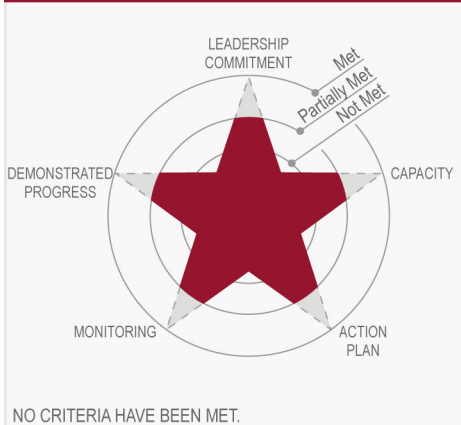 LEADERSHIP
COMMITMENT
Met
Partially Met
Not Met
DEMONSTRATED
PROGRESS
CAPACITY
MONITORING
ACTION
PLAN
NO CRITERIA HAVE BEEN MET.